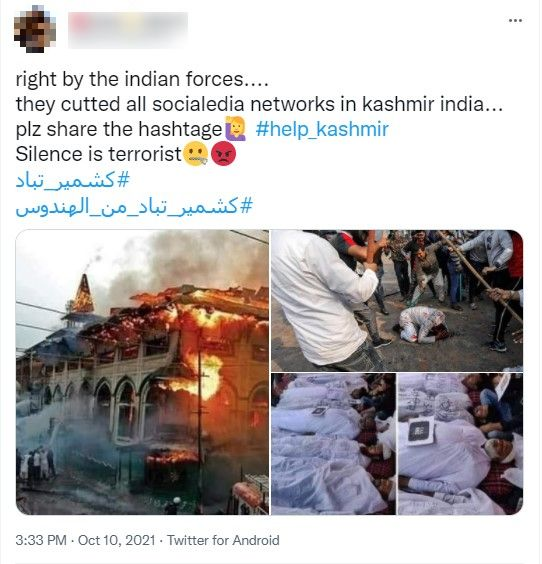 right by the indian forces....
they cutted all socialedia networks in kashmir india...
plz share the hashtage🙋 #help_kashmir
Silence is terrorist🤐😡
#كشمير_تباد
#كشمير_تباد_من_الهندوس
3:33 PM · Oct 10, 2021 · Twitter for Android